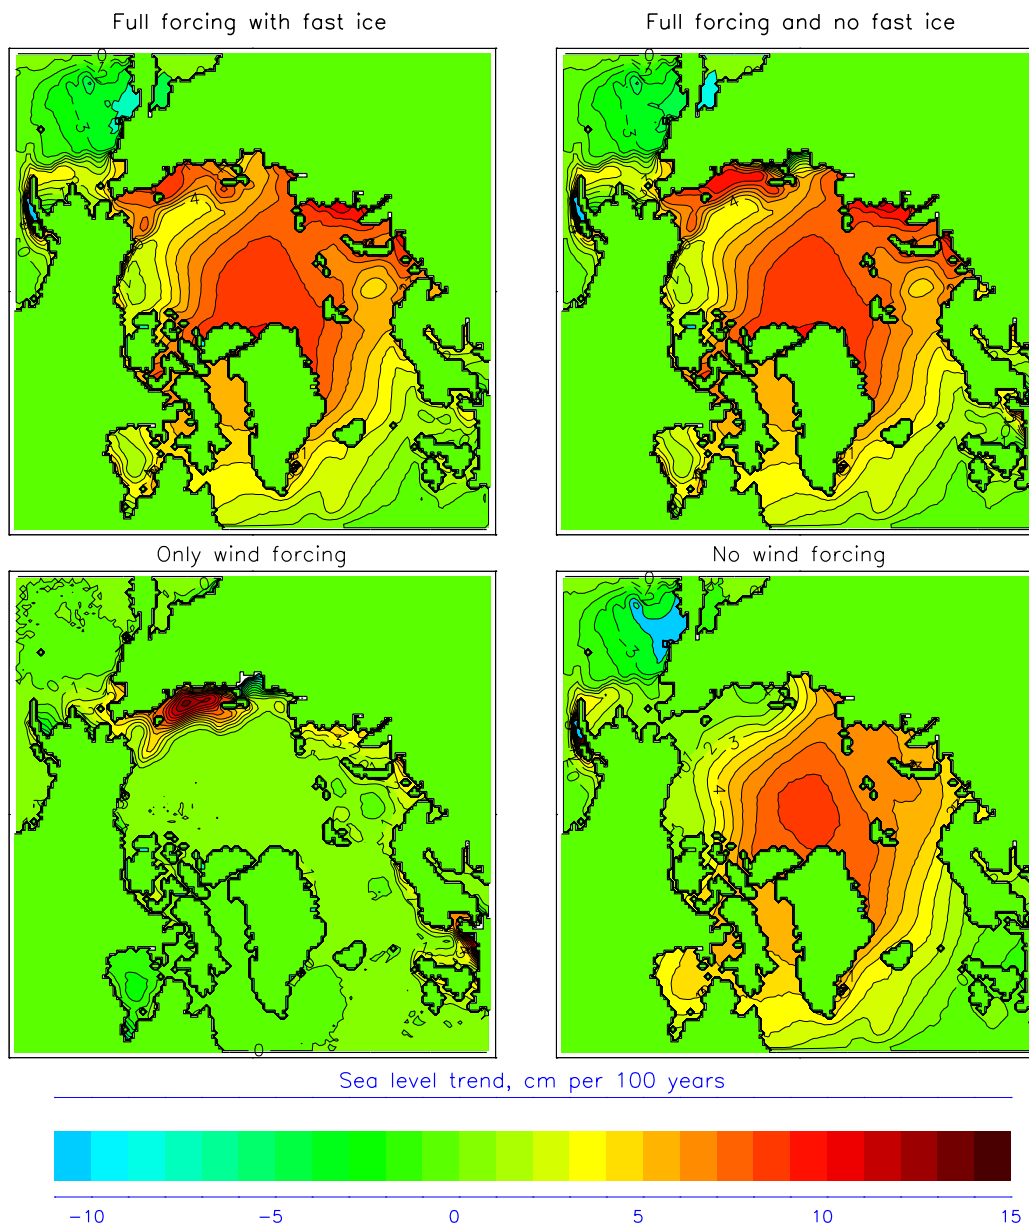 Full forcing with fast ice
Full forcing and no fast ice
Only wind forcing
No wind forcing
Sea level trend, cm per 100 years
-10 -5 0 5 10 15